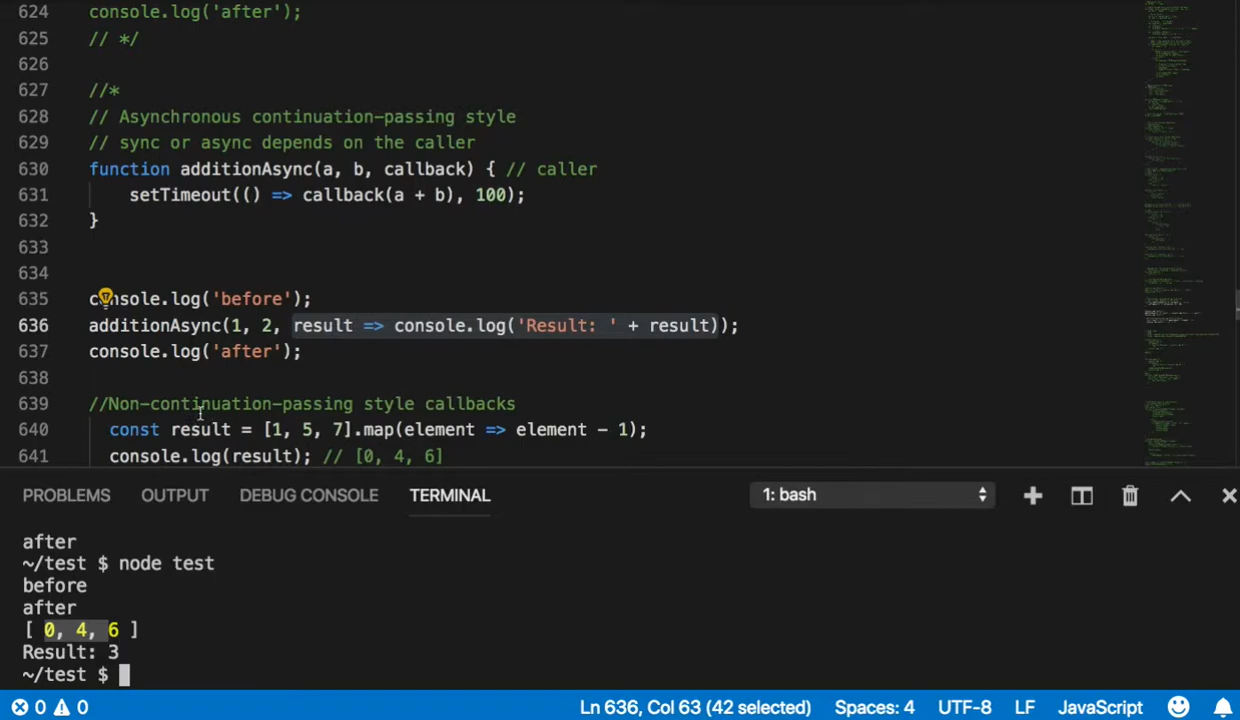 624 console.log('after');
625 // */
626
627 //*
628 // Asynchronous continuation-passing style
629 // sync or async depends on the caller
630 function additionAsync(a, b, callback) { // caller
631 setTimeout(() => callback(a + b), 100);
632 }
633
634
635 console.log('before');
636 additionAsync(1, 2, result => console.log('Result: ' + result));
637 console.log('after');
638
639 //Non-continuation-passing style callbacks
640 const result = [1, 5, 7].map(element => element - 1);
641 console.log(result); // [0, 4, 6]
PROBLEMS OUTPUT DEBUG CONSOLE TERMINAL 1: bash
after
~/test $ node test
before
after
[ 0, 4, 6 ]
Result: 3
~/test $
0 0 Ln 636, Col 63 (42 selected) Spaces: 4 UTF-8 LF JavaScript